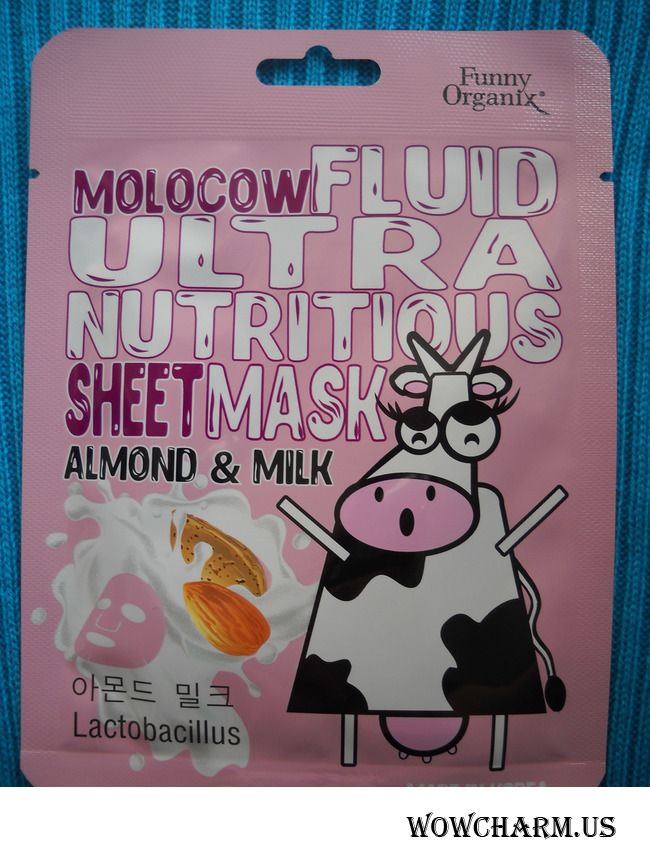 Funny
Organix®
MOLOCOW FLUID
ULTRA
NUTRITIOUS
SHEET MASK
ALMOND & MILK
아몬드 밀크
Lactobacillus
WOWCHARM.US